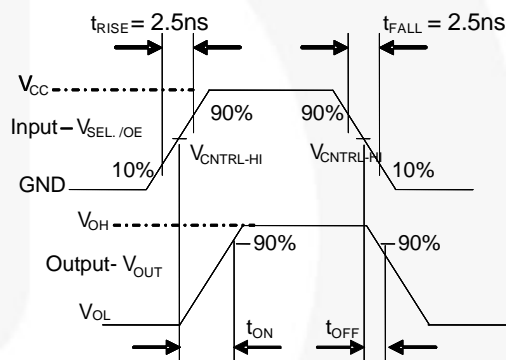 tRISE = 2.5ns
tFALL = 2.5ns
VCC
90%
90%
Input– VSEL. /OE
VCNTRL-HI
VCNTRL-HI
10%
10%
GND
VOH
–90%
–90%
Output- VOUT
VOL
tON
tOFF